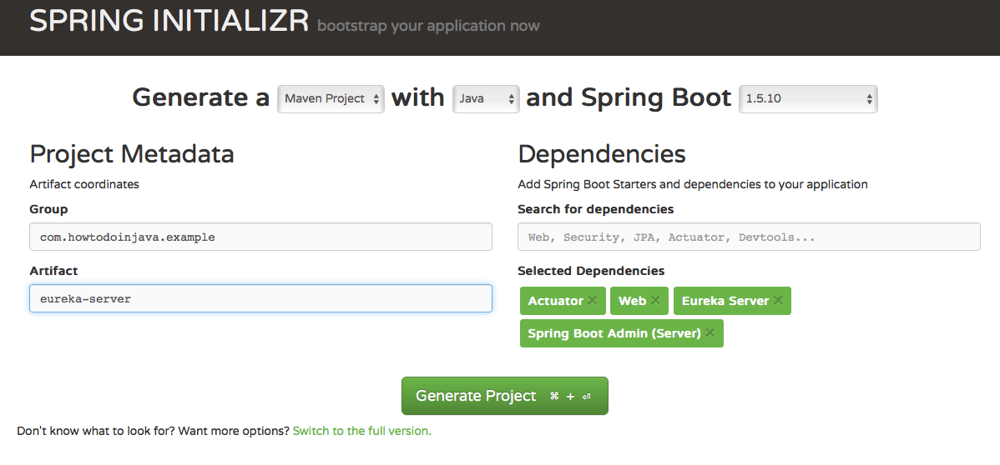 SPRING INITIALIZR bootstrap your application now
Generate a Maven Project with Java and Spring Boot 1.5.10
Project Metadata
Artifact coordinates
Group
com.howtodoinjava.example
Artifact
eureka-server
Dependencies
Add Spring Boot Starters and dependencies to your application
Search for dependencies
Web, Security, JPA, Actuator, Devtools...
Selected Dependencies
Actuator × Web × Eureka Server ×
Spring Boot Admin (Server) ×
Generate Project ⌘ + ⏎
Don't know what to look for? Want more options? Switch to the full version.